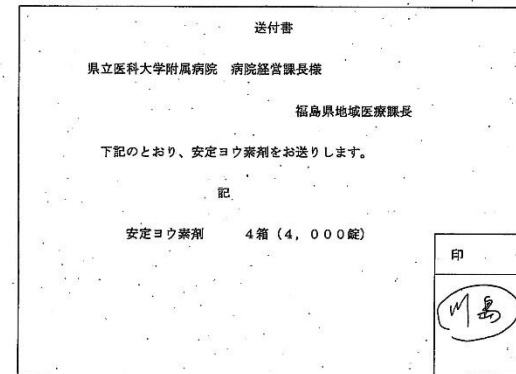 送付書
県立医科大学附属病院　病院経営課長様
福島県地域医療課長
下記のとおり、安定ヨウ素剤をお送りします。
記
安定ヨウ素剤　　４箱（４，０００錠）
印
川島